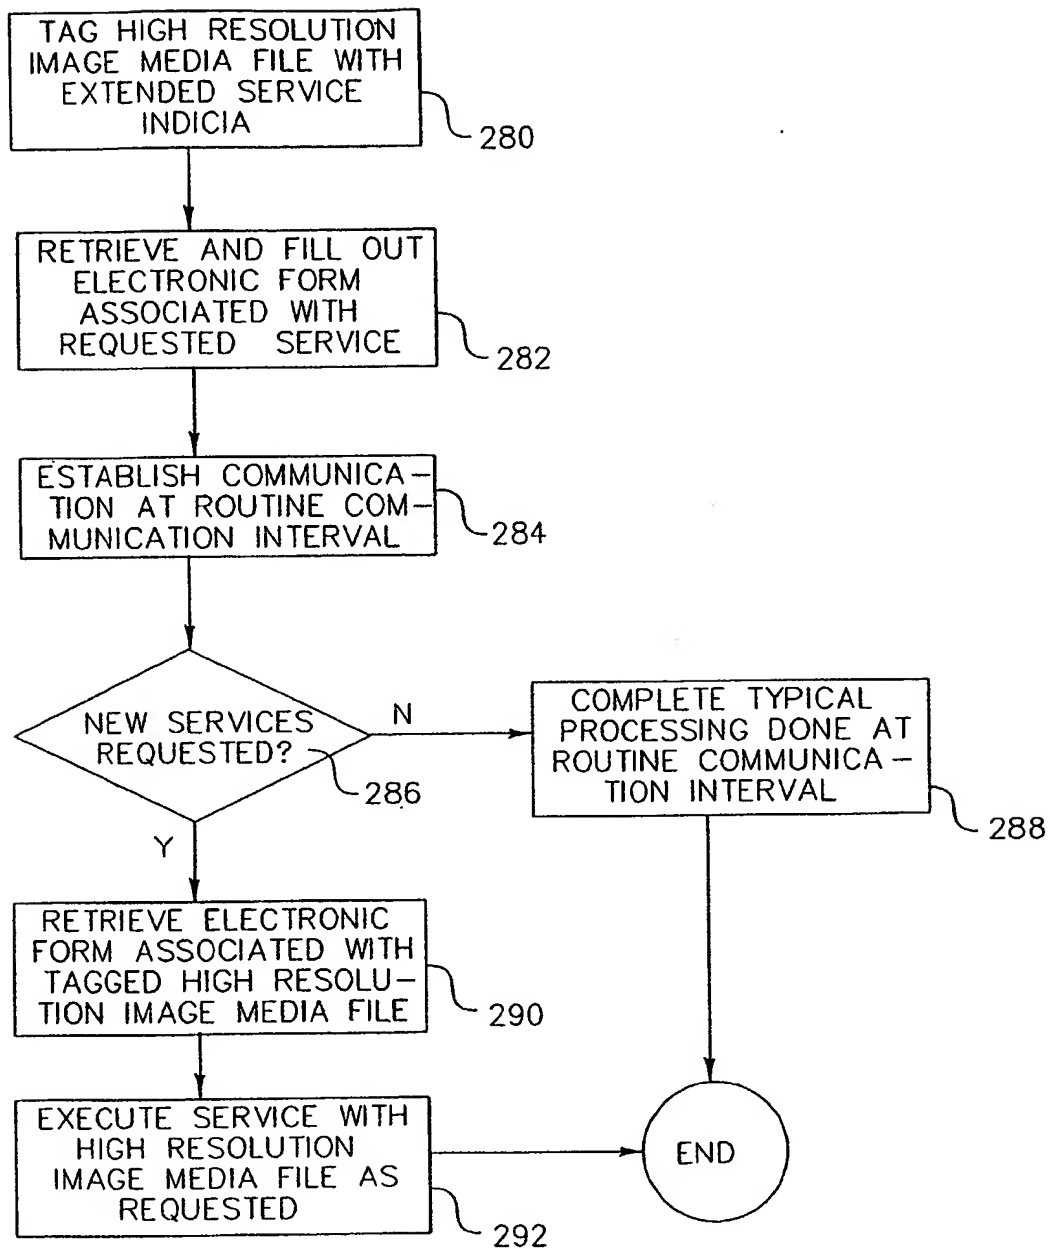 TAG HIGH RESOLUTION
IMAGE MEDIA FILE WITH
EXTENDED SERVICE
INDICIA
280
RETRIEVE AND FILL OUT
ELECTRONIC FORM
ASSOCIATED WITH
REQUESTED SERVICE
282
ESTABLISH COMMUNICA-
TION AT ROUTINE COM-
MUNICATION INTERVAL
284
NEW SERVICES
REQUESTED?
286
N
COMPLETE TYPICAL
PROCESSING DONE AT
ROUTINE COMMUNICA-
TION INTERVAL
288
Y
RETRIEVE ELECTRONIC
FORM ASSOCIATED WITH
TAGGED HIGH RESOLU-
TION IMAGE MEDIA FILE
290
EXECUTE SERVICE WITH
HIGH RESOLUTION
IMAGE MEDIA FILE AS
REQUESTED
292
END